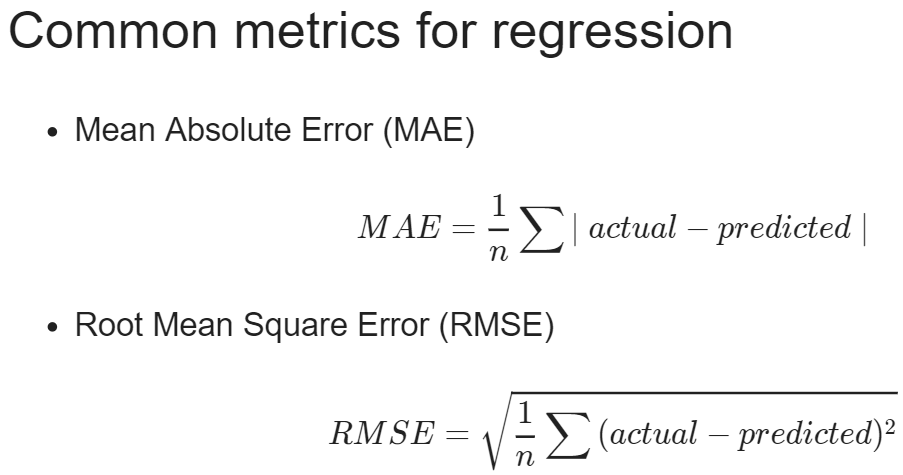 Common metrics for regression
• Mean Absolute Error (MAE)
MAE = \frac{1}{n} \sum | actual − predicted |
• Root Mean Square Error (RMSE)
RMSE = \sqrt{\frac{1}{n} \sum (actual − predicted)^2}